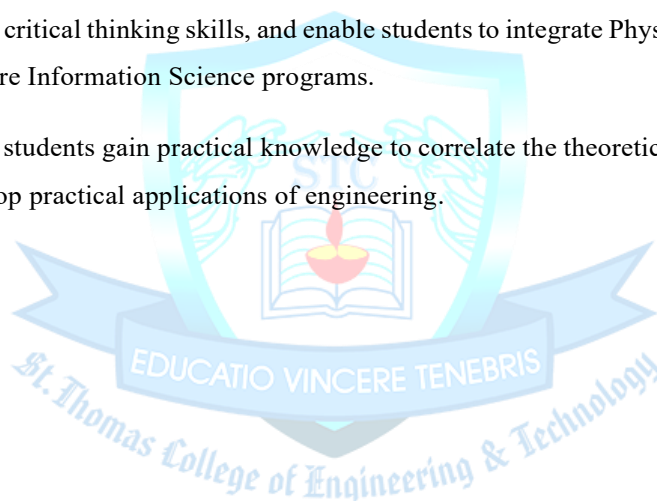 critical thinking skills, and enable students to integrate Phys
re Information Science programs.
students gain practical knowledge to correlate the theoretic
op practical applications of engineering.
STC
EDUCATIO VINCERE TENEBRIS
St. Thomas College of Engineering & Technology